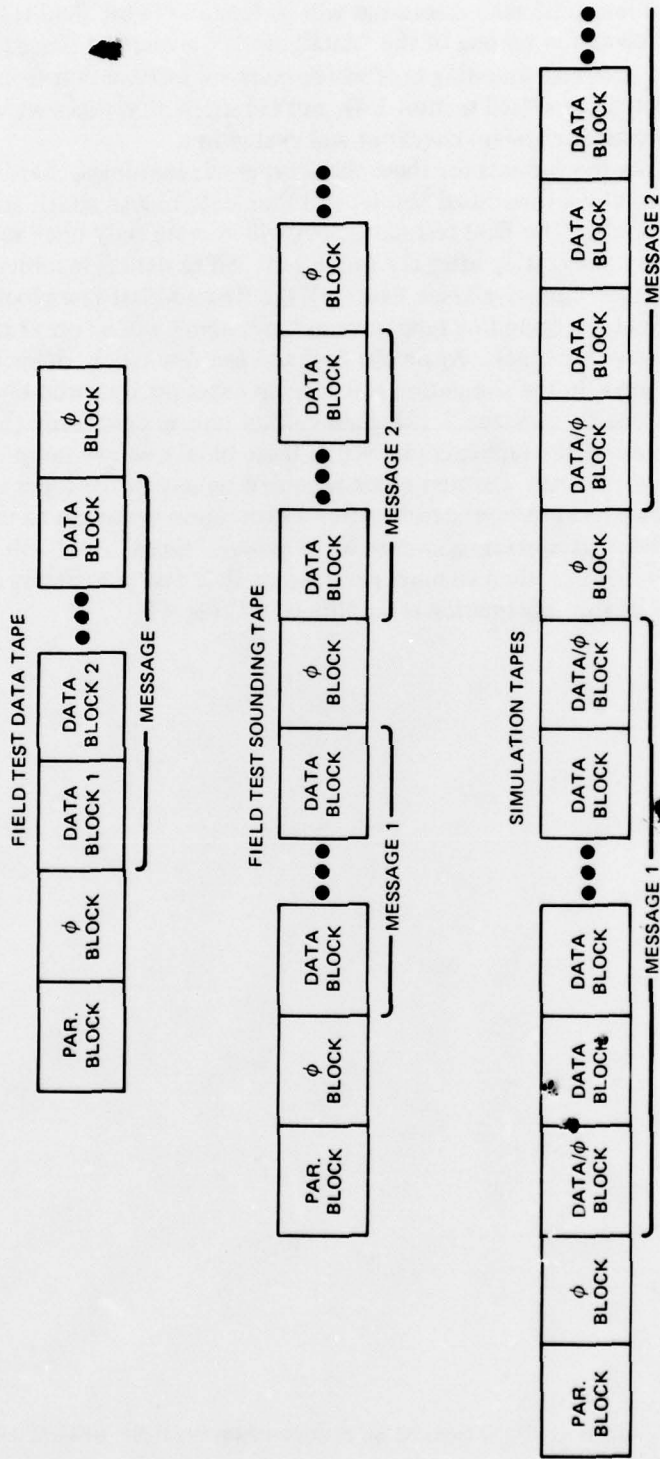 FIELD TEST DATA TAPE
PAR.
BLOCK
ϕ
BLOCK
DATA
BLOCK 1
DATA
BLOCK 2
DATA
BLOCK
ϕ
BLOCK
MESSAGE
FIELD TEST SOUNDING TAPE
PAR.
BLOCK
ϕ
BLOCK
DATA
BLOCK
DATA
BLOCK
ϕ
BLOCK
DATA
BLOCK
DATA
BLOCK
ϕ
BLOCK
MESSAGE 1
MESSAGE 2
SIMULATION TAPES
PAR.
BLOCK
ϕ
BLOCK
DATA/ϕ
BLOCK
DATA
BLOCK
DATA
BLOCK
DATA
BLOCK
DATA/ϕ
BLOCK
ϕ
BLOCK
DATA/ϕ
BLOCK
DATA
BLOCK
DATA
BLOCK
DATA
BLOCK
MESSAGE 1
MESSAGE 2